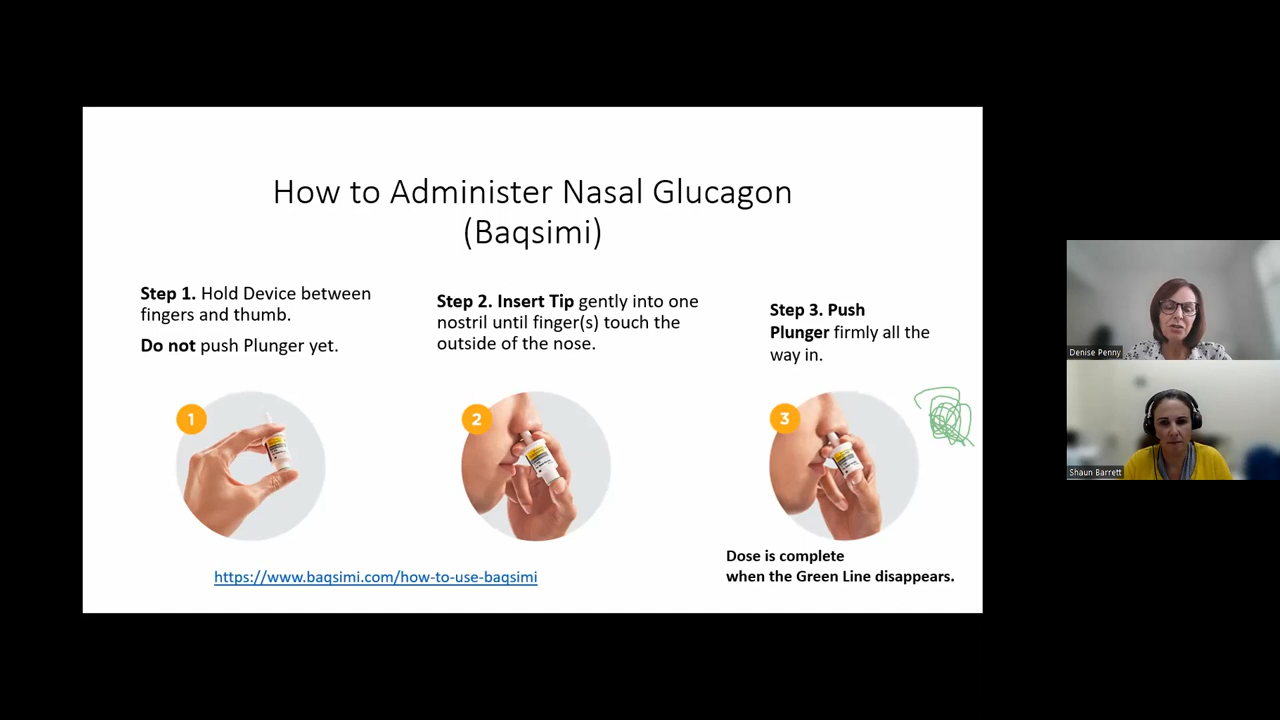 How to Administer Nasal Glucagon
(Baqsimi)
Step 1. Hold Device between
fingers and thumb.
Do not push Plunger yet.
Step 2. Insert Tip gently into one
nostril until finger(s) touch the
outside of the nose.
Step 3. Push
Plunger firmly all the
way in.
1
2
3
Dose is complete
when the Green Line disappears.
https://www.baqsimi.com/how-to-use-baqsimi
Denise Penny
Shaun Barrett